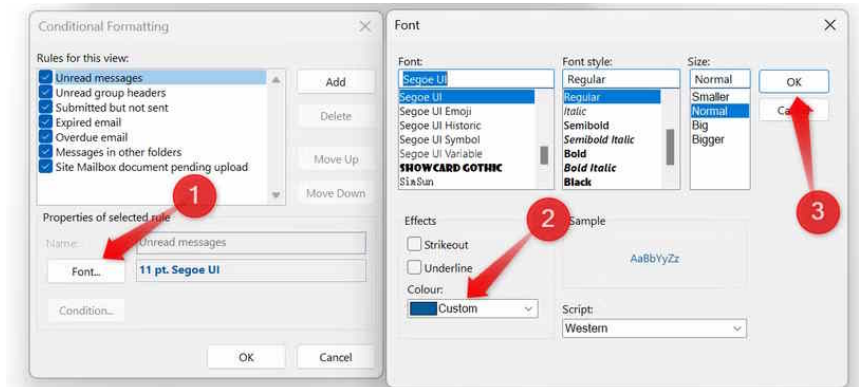 Conditional Formatting
Rules for this view:
Unread messages
Unread group headers
Submitted but not sent
Expired email
Overdue email
Messages in other folders
Site Mailbox document pending upload
Add
Delete
Move Up
Move Down
1
Properties of selected rule
Name:
Unread messages
Font...
11 pt. Segoe UI
Condition...
OK
Cancel
Font
Font:
Segoe UI
Segoe UI
Segoe UI Emoji
Segoe UI Historic
Segoe UI Symbol
Segoe UI Variable
SHOWCARD GOTHIC
SimSun
Font style:
Regular
Regular
Italic
Semibold
Semibold Italic
Bold
Bold Italic
Black
Size:
Normal
Smaller
Normal
Big
Bigger
OK
3
Effects
Strikeout
Underline
Colour:
Custom
2
Sample
AaBbYyZz
Script:
Western